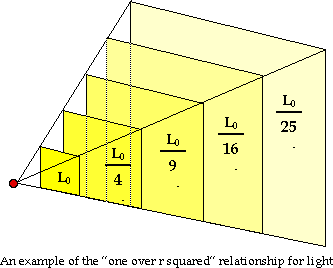 L₀
L₀
4
L₀
9
L₀
16
L₀
25
An example of the “one over r squared“ relationship for light